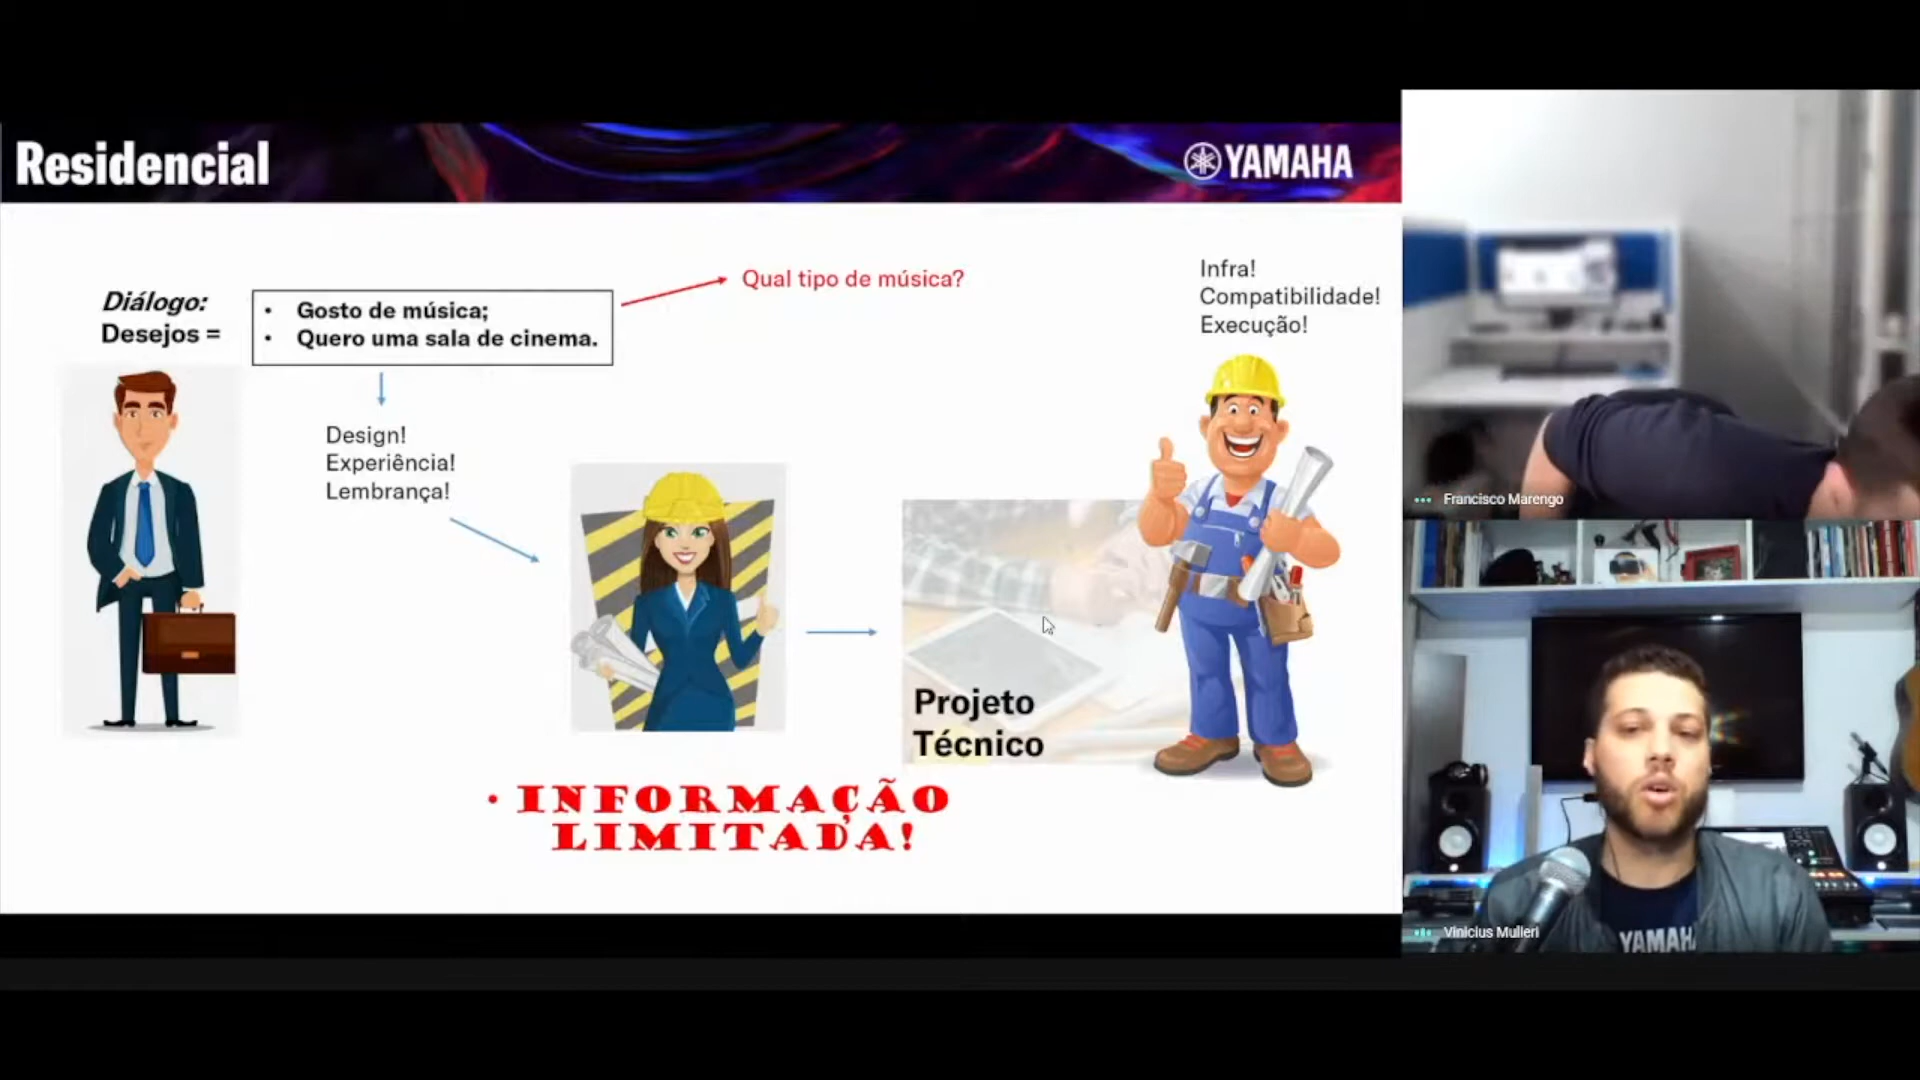 Residencial
YAMAHA
Diálogo:
Desejos =
• Gosto de música;
• Quero uma sala de cinema.
Qual tipo de música?
Infra!
Compatibilidade!
Execução!
Design!
Experiência!
Lembrança!
Projeto
Técnico
• INFORMAÇÃO
LIMITADA!
Francisco Marengo
Vinicius Mulleri
YAMAHA